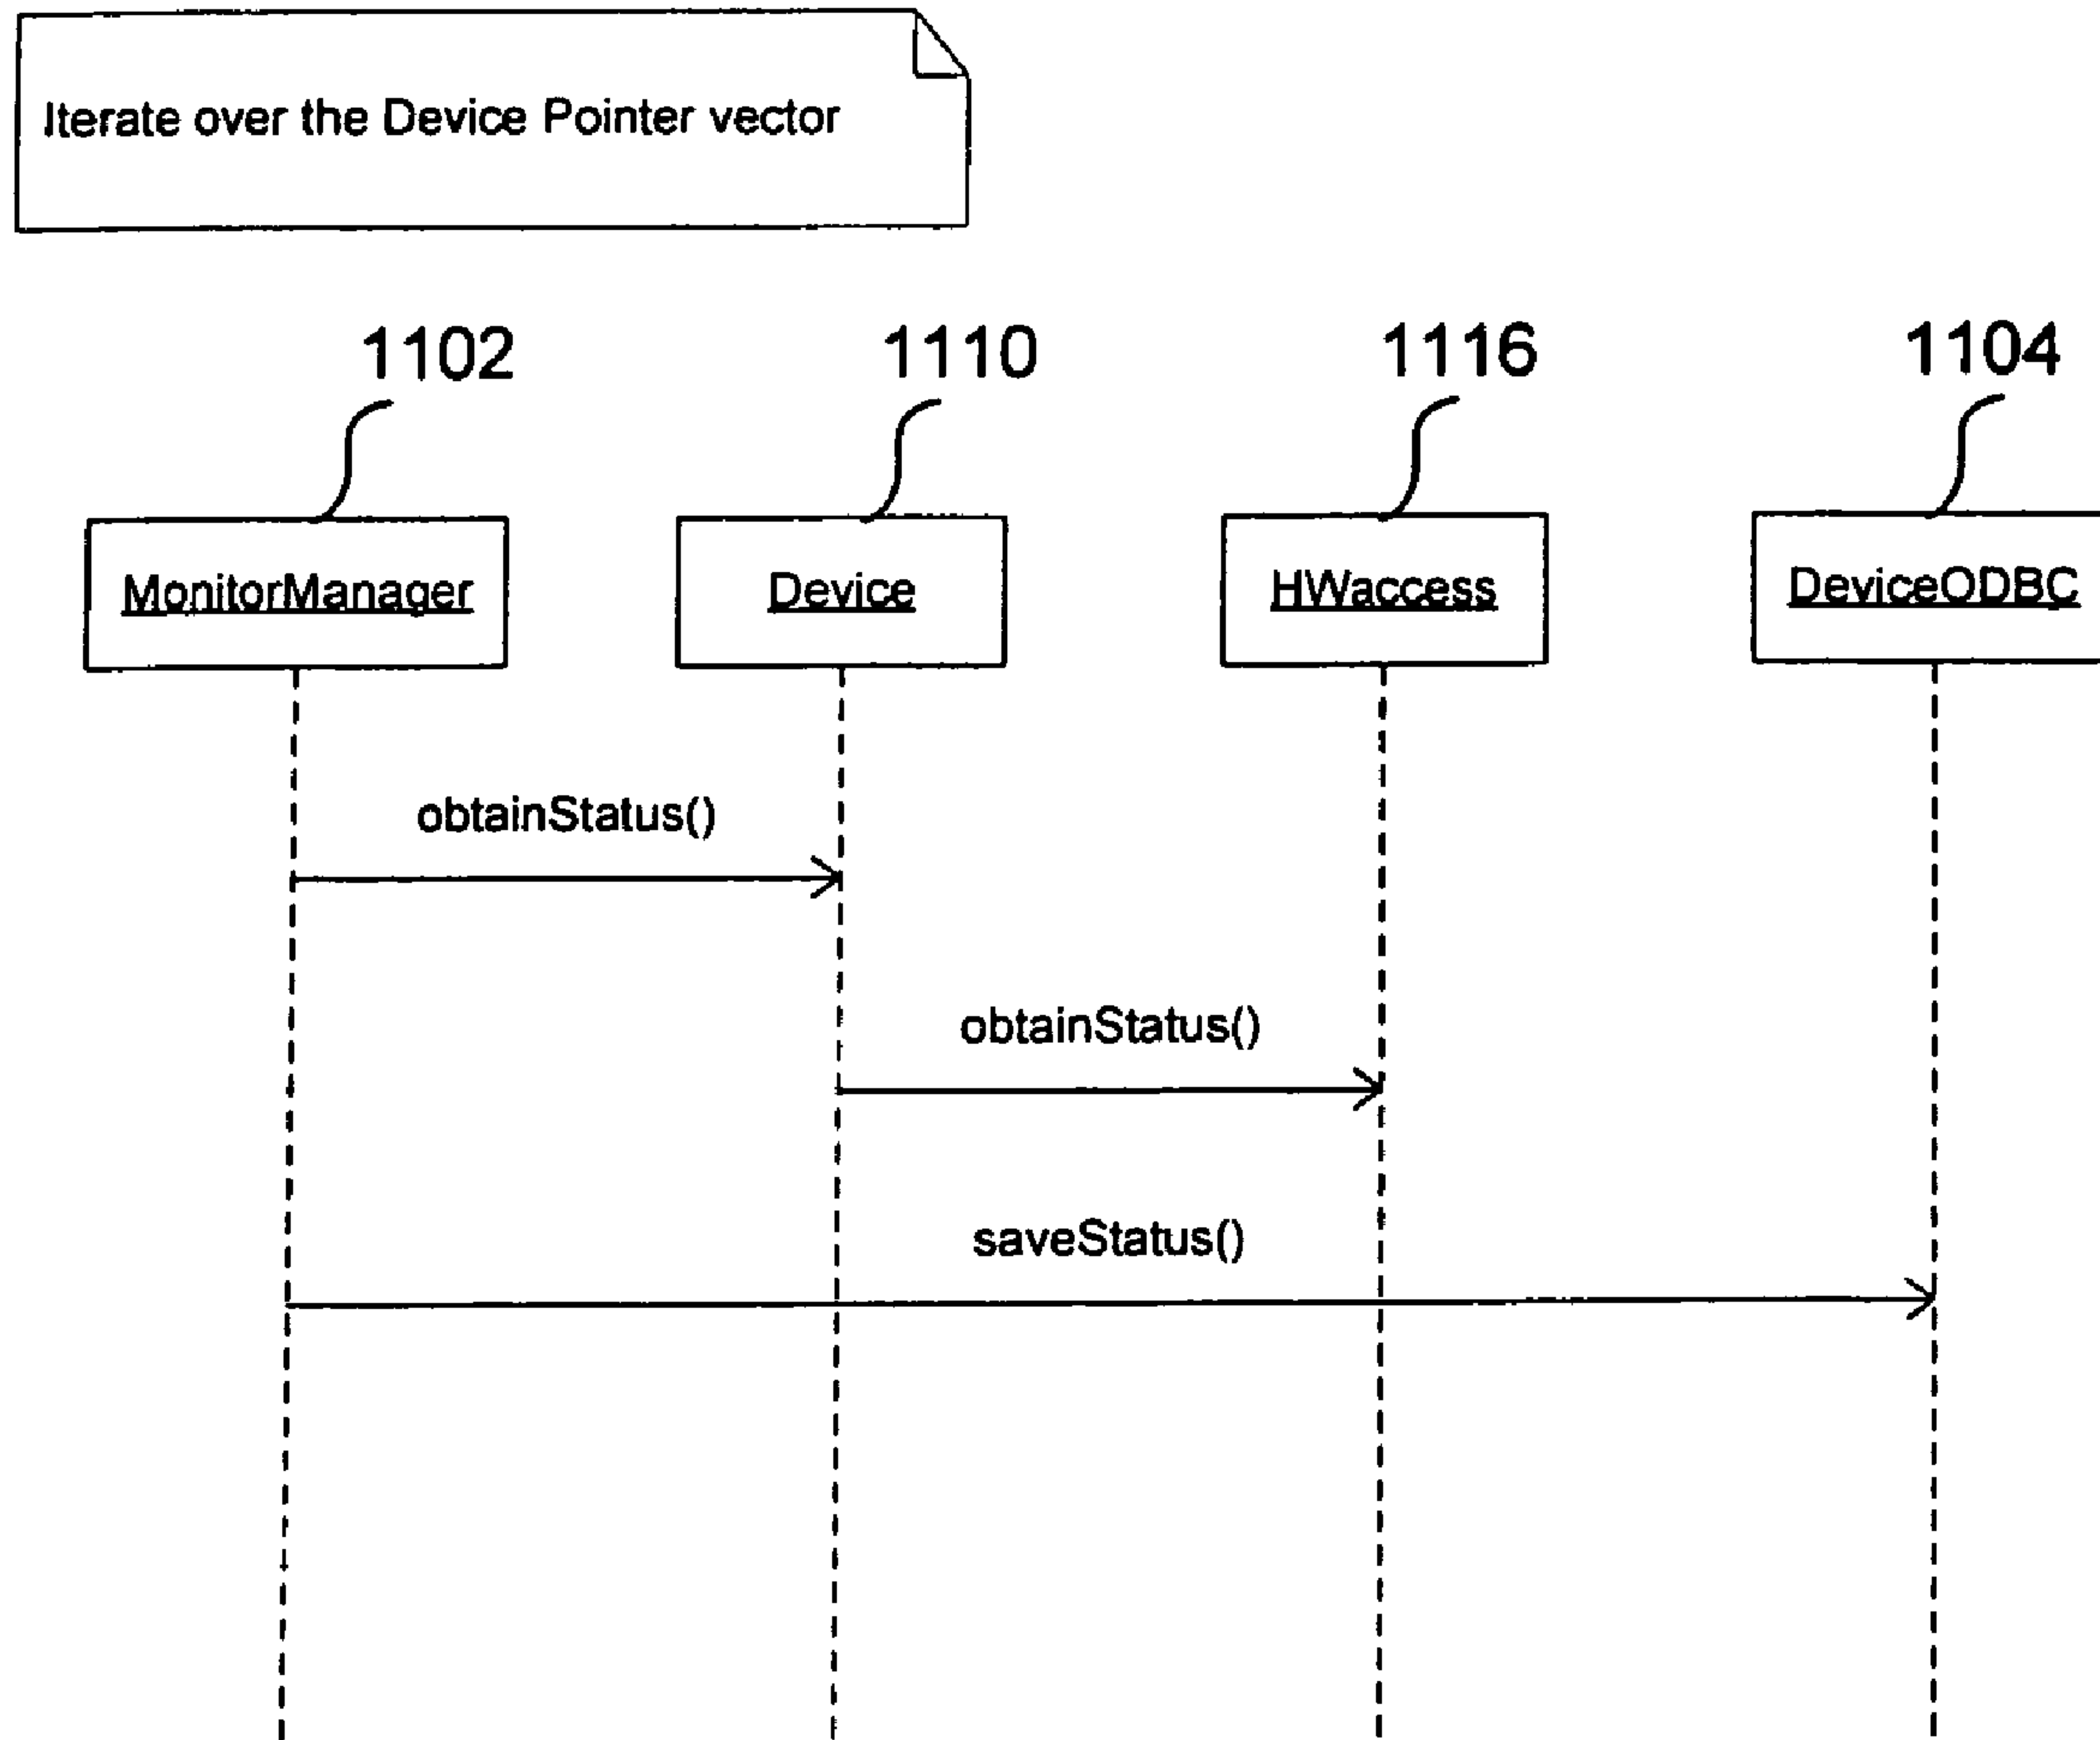 Iterate over the Device Pointer vector
1102
1110
1116
1104
MonitorManager
Device
HWaccess
DeviceODBC
obtainStatus()
obtainStatus()
saveStatus()